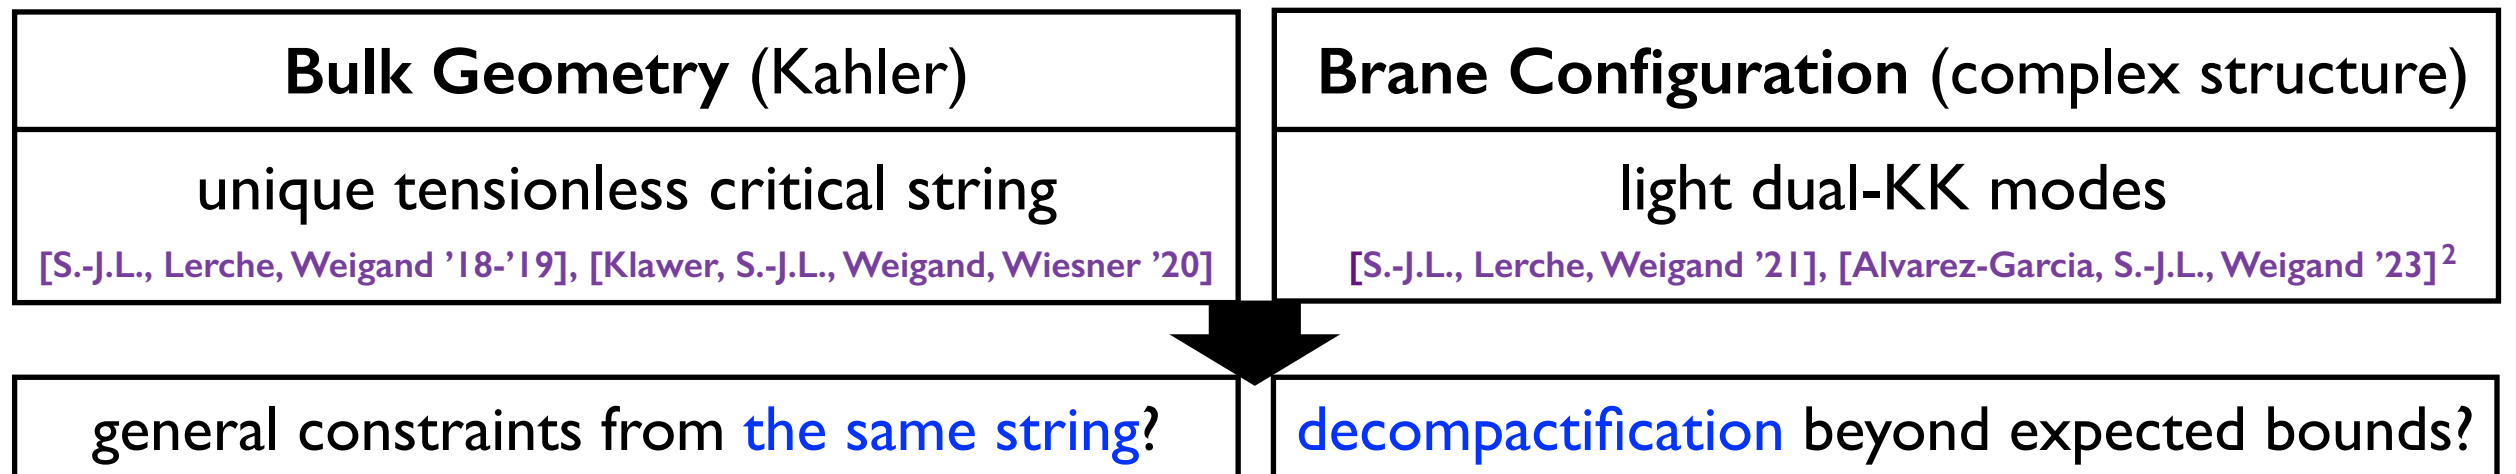 Bulk Geometry (Kahler)
unique tensionless critical string
[S.-J.L., Lerche, Weigand '18-'19], [Klawer, S.-J.L., Weigand, Wiesner '20]
Brane Configuration (complex structure)
light dual-KK modes
[S.-J.L., Lerche, Weigand '21], [Alvarez-Garcia, S.-J.L., Weigand '23]²
general constraints from the same string?
decompactification beyond expected bounds?